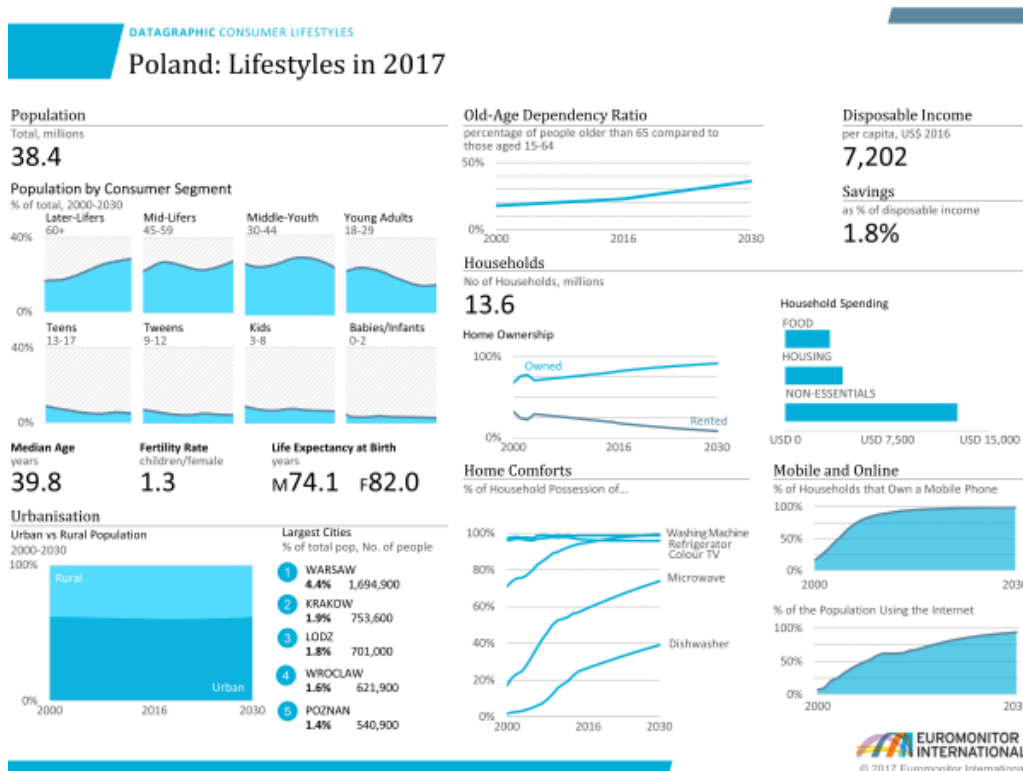 DATAGRAPHIC CONSUMER LIFESTYLES
Poland: Lifestyles in 2017
Population
Total, millions
38.4
Population by Consumer Segment
% of total, 2000-2030
Later-Lifers
60+
Mid-Lifers
45-59
Middle-Youth
30-44
Young Adults
18-29
40%
0%
Teens
13-17
Tweens
9-12
Kids
3-8
Babies/Infants
0-2
40%
0%
Median Age
years
39.8
Fertility Rate
children/female
1.3
Life Expectancy at Birth
years
M74.1 F82.0
Urbanisation
Urban vs Rural Population
2000-2030
100%
Rural
Urban
0%
2000 2016 2030
Largest Cities
% of total pop, No. of people
1 WARSAW
4.4% 1,694,900
2 KRAKOW
1.9% 753,600
3 LODZ
1.8% 701,000
4 WROCLAW
1.6% 621,900
5 POZNAN
1.4% 540,900
Old-Age Dependency Ratio
percentage of people older than 65 compared to
those aged 15-64
50%
0%
2000 2016 2030
Disposable Income
per capita, US$ 2016
7,202
Savings
as % of disposable income
1.8%
Households
No of Households, millions
13.6
Home Ownership
100%
Owned
Rented
0%
2000 2016 2030
Household Spending
FOOD
HOUSING
NON-ESSENTIALS
USD 0 USD 7,500 USD 15,000
Home Comforts
% of Household Possession of...
100%
80%
60%
40%
20%
0%
Washing Machine
Refrigerator
Colour TV
Microwave
Dishwasher
2000 2016 2030
Mobile and Online
% of Households that Own a Mobile Phone
100%
50%
0%
2000 203
% of the Population Using the Internet
100%
50%
0%
2000 203
EUROMONITOR
INTERNATIONAL
© 2017 Euromonitor International